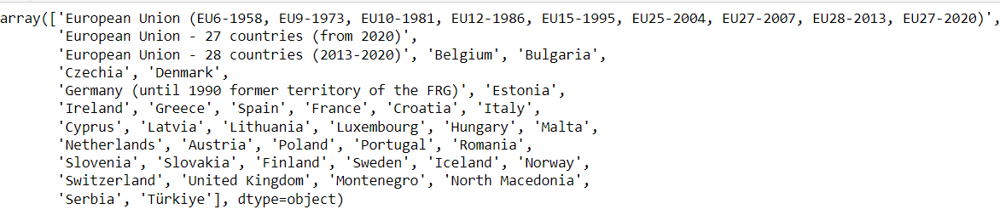 array(['European Union (EU6-1958, EU9-1973, EU10-1981, EU12-1986, EU15-1995, EU25-2004, EU27-2007, EU28-2013, EU27-2020)',
'European Union - 27 countries (from 2020)',
'European Union - 28 countries (2013-2020)', 'Belgium', 'Bulgaria',
'Czechia', 'Denmark',
'Germany (until 1990 former territory of the FRG)', 'Estonia',
'Ireland', 'Greece', 'Spain', 'France', 'Croatia', 'Italy',
'Cyprus', 'Latvia', 'Lithuania', 'Luxembourg', 'Hungary', 'Malta',
'Netherlands', 'Austria', 'Poland', 'Portugal', 'Romania',
'Slovenia', 'Slovakia', 'Finland', 'Sweden', 'Iceland', 'Norway',
'Switzerland', 'United Kingdom', 'Montenegro', 'North Macedonia',
'Serbia', 'Türkiye'], dtype=object)